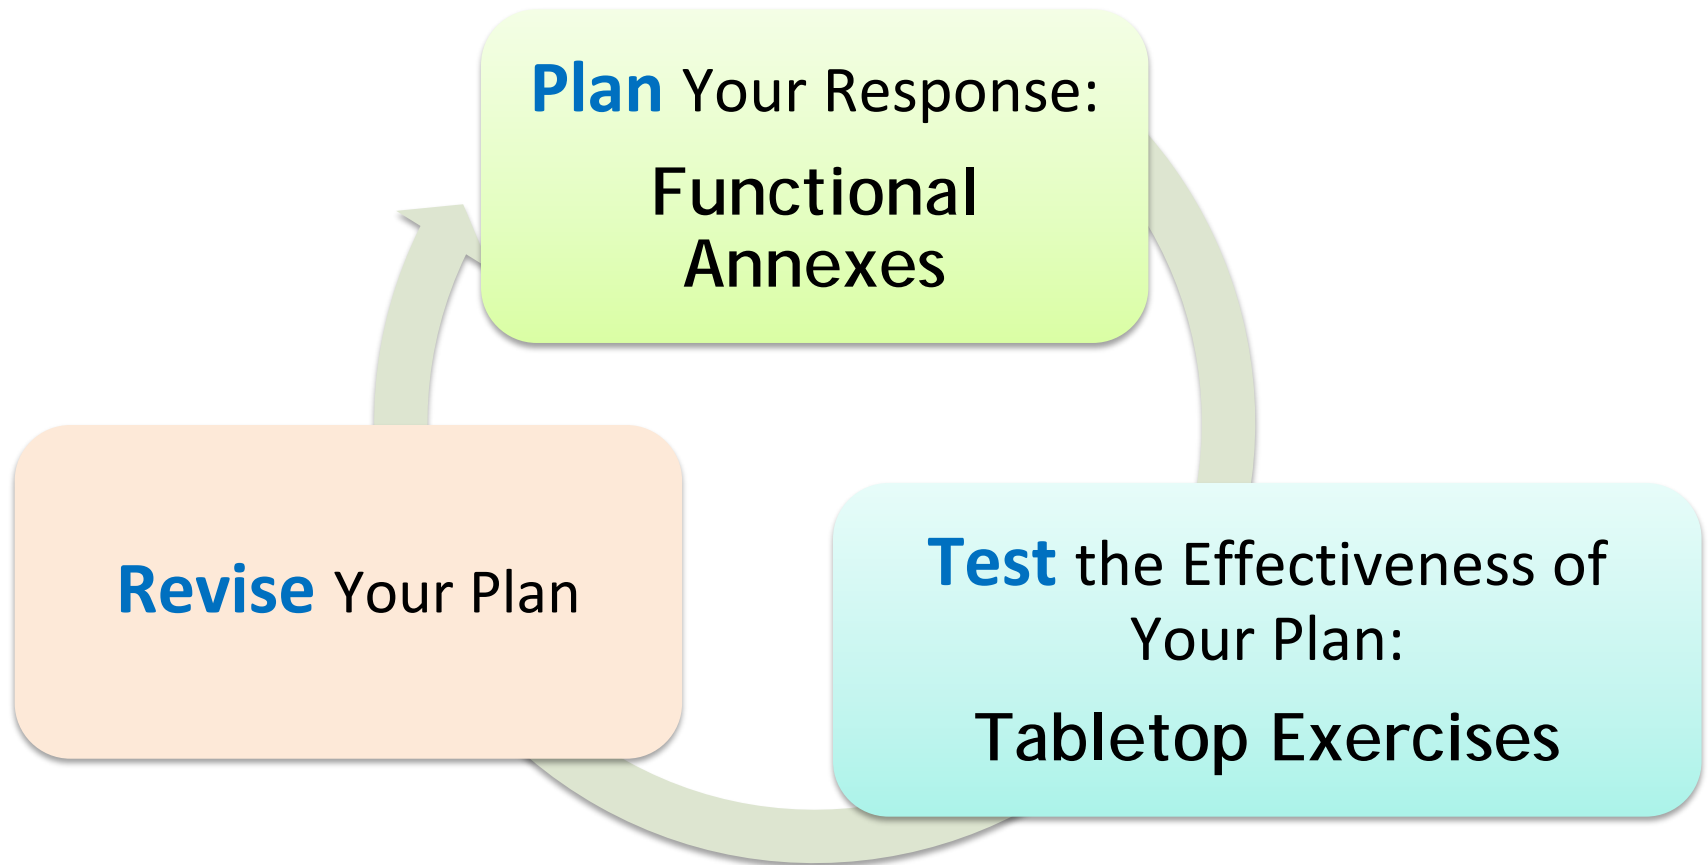 Plan Your Response:
Functional
Annexes
Test the Effectiveness of
Your Plan:
Tabletop Exercises
Revise Your Plan